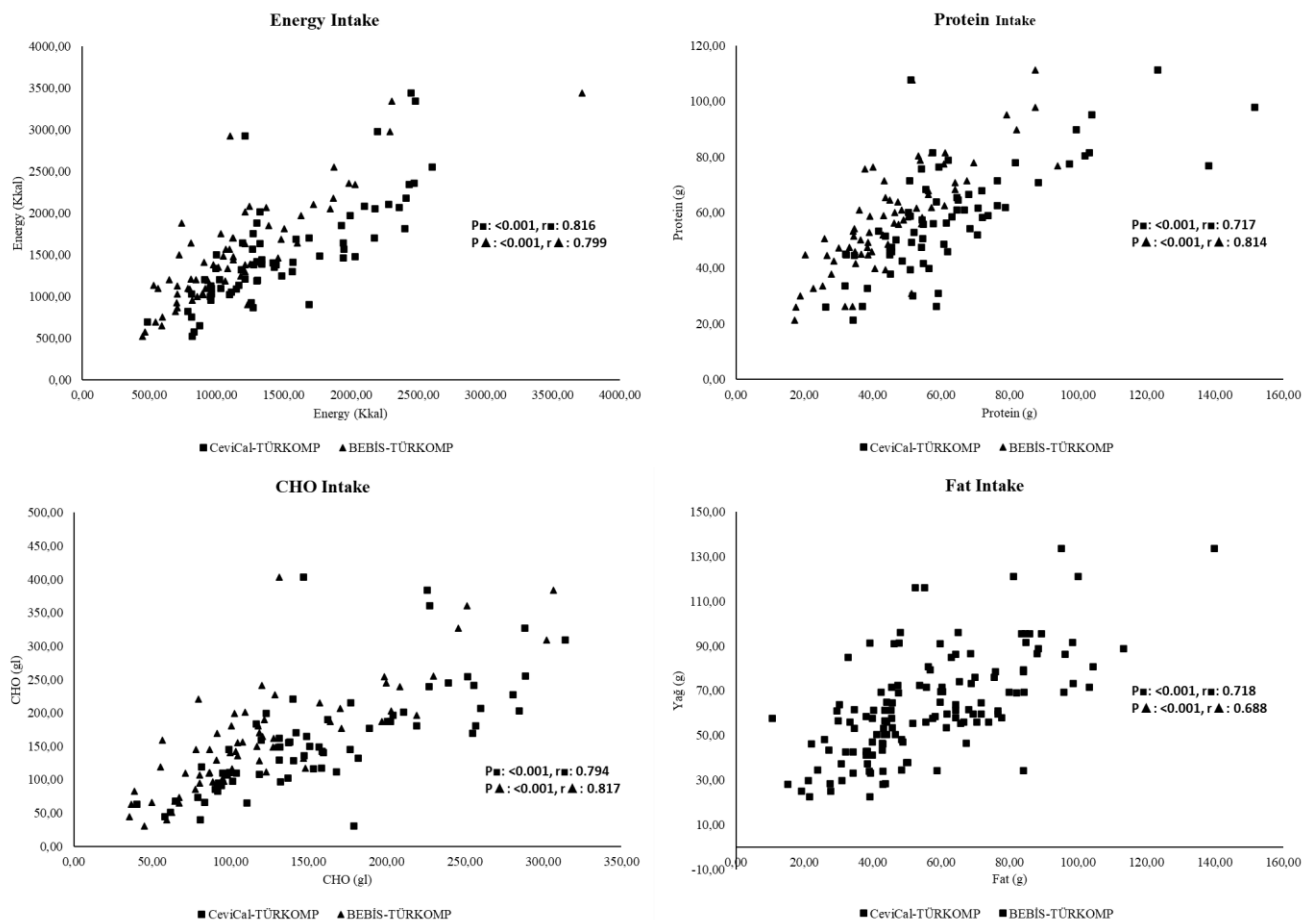 Energy Intake
4000,00
3500,00
3000,00
2500,00
2000,00
1500,00
1000,00
500,00
0,00
Energy (Kkal)
P■: <0.001, r■: 0.816
P▲: <0.001, r▲: 0.799
0,00 500,00 1000,00 1500,00 2000,00 2500,00 3000,00 3500,00 4000,00
Energy (Kkal)
■ CeviCal-TÜRKOMP ▲ BEBİS-TÜRKOMP
Protein Intake
120,00
100,00
80,00
60,00
40,00
20,00
0,00
Protein (g)
P■: <0.001, r■: 0.717
P▲: <0.001, r▲: 0.814
0,00 20,00 40,00 60,00 80,00 100,00 120,00 140,00 160,00
Protein (g)
■ CeviCal-TÜRKOMP ▲ BEBİS-TÜRKOMP
CHO Intake
500,00
450,00
400,00
350,00
300,00
250,00
200,00
150,00
100,00
50,00
0,00
CHO (gl)
P■: <0.001, r■: 0.794
P▲: <0.001, r▲: 0.817
0,00 50,00 100,00 150,00 200,00 250,00 300,00 350,00
CHO (gl)
■ CeviCal-TÜRKOMP ▲ BEBİS-TÜRKOMP
Fat Intake
150,00
130,00
110,00
90,00
70,00
50,00
30,00
10,00
-10,00
Yağ (g)
P■: <0.001, r■: 0.718
P▲: <0.001, r▲: 0.688
0,00 20,00 40,00 60,00 80,00 100,00 120,00 140,00 160,00
Fat (g)
■ CeviCal-TÜRKOMP ■ BEBİS-TÜRKOMP